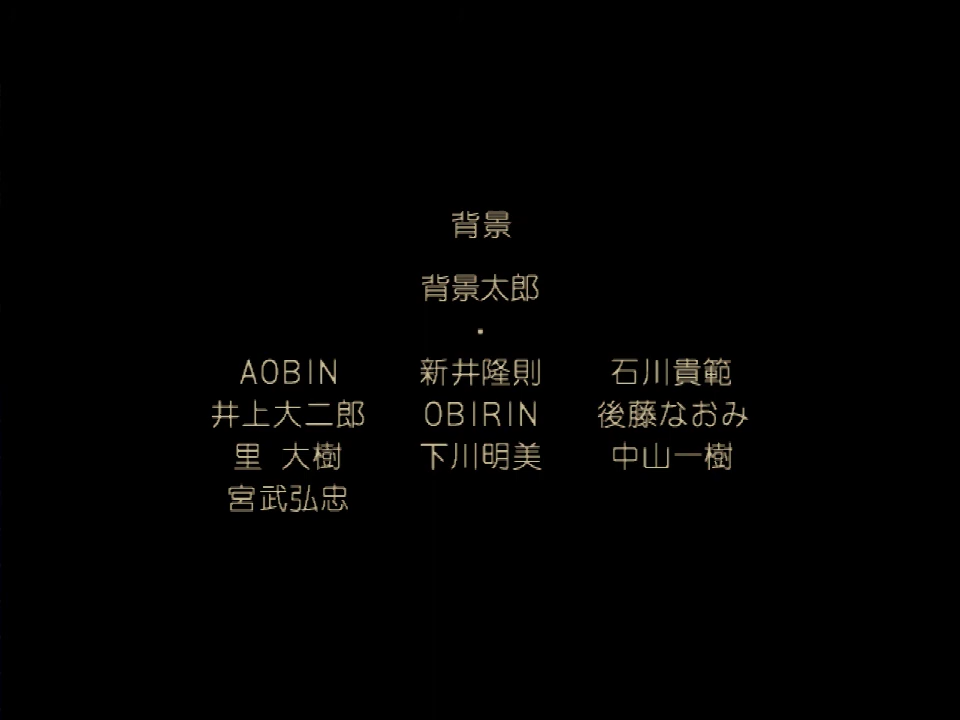 背景
背景太郎
・
AOBIN 新井隆則 石川貴範
井上大二郎 OBIRIN 後藤なおみ
里 大樹 下川明美 中山一樹
宮武弘忠